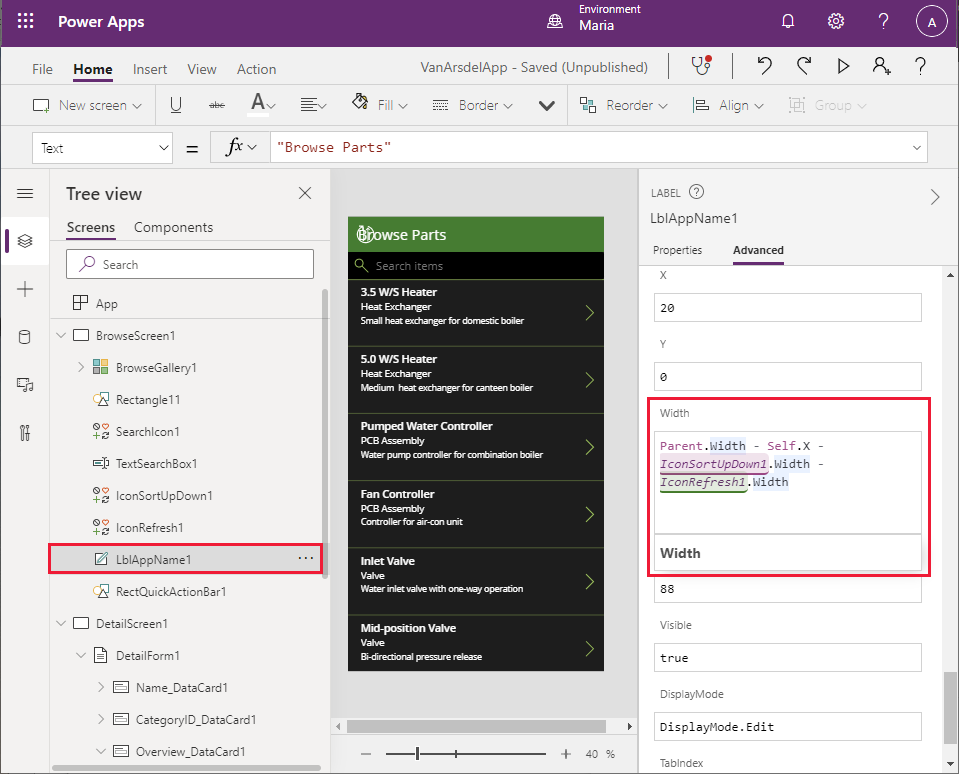 Power Apps
Environment
Maria
?
A
File
Home
Insert
View
Action
VanArsdelApp - Saved (Unpublished)
?
New screen
U
abc
A
Fill
Border
Reorder
Align
Group
Text
=
fx
"Browse Parts"
Tree view
Screens
Components
Search
App
BrowseScreen1
BrowseGallery1
Rectangle11
SearchIcon1
TextSearchBox1
IconSortUpDown1
IconRefresh1
LblAppName1
...
RectQuickActionBar1
DetailScreen1
DetailForm1
Name_DataCard1
CategoryID_DataCard1
Overview_DataCard1
Browse Parts
Search items
3.5 W/S Heater
Heat Exchanger
Small heat exchanger for domestic boiler
5.0 W/S Heater
Heat Exchanger
Medium heat exchanger for canteen boiler
Pumped Water Controller
PCB Assembly
Water pump controller for combination boiler
Fan Controller
PCB Assembly
Controller for air-con unit
Inlet Valve
Valve
Water inlet valve with one-way operation
Mid-position Valve
Valve
Bi-directional pressure release
40 %
LABEL ?
LblAppName1
Properties
Advanced
X
20
Y
0
Width
Parent.Width - Self.X -
IconSortUpDown1.Width -
IconRefresh1.Width
Width
88
Visible
true
DisplayMode
DisplayMode.Edit
TabIndex